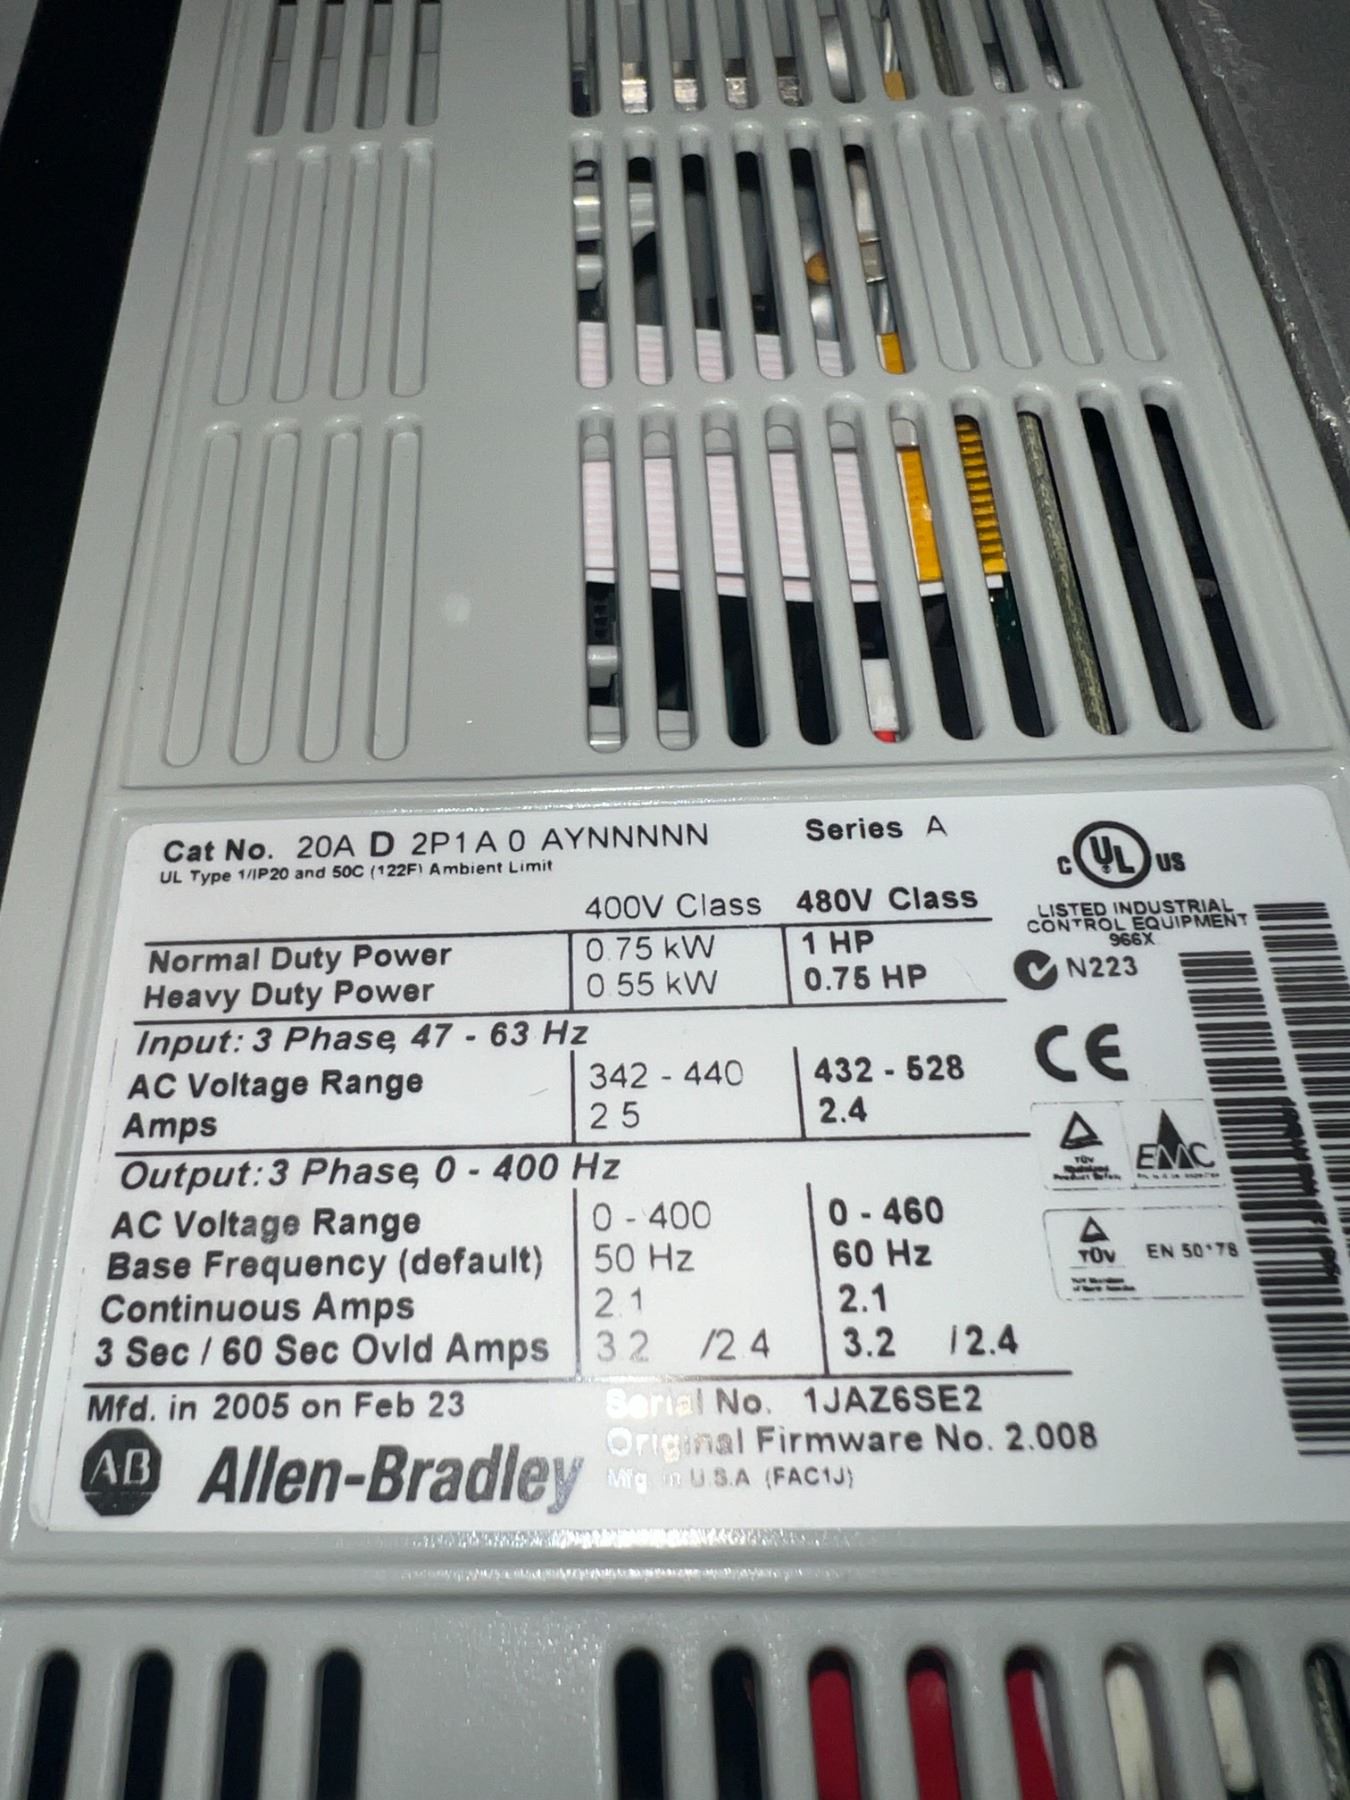 Cat No. 20A D 2P1A 0 AYNNNNN Series A
UL Type 1/IP20 and 50C (122F) Ambient Limit
400V Class 480V Class
Normal Duty Power 0.75 kW 1 HP
Heavy Duty Power 0.55 kW 0.75 HP
Input: 3 Phase, 47 - 63 Hz
AC Voltage Range 342 - 440 432 - 528
Amps 2.5 2.4
Output: 3 Phase, 0 - 400 Hz
AC Voltage Range 0 - 400 0 - 460
Base Frequency (default) 50 Hz 60 Hz
Continuous Amps 2.1 2.1
3 Sec / 60 Sec Ovld Amps 3.2 /2.4 3.2 /2.4
Mfd. in 2005 on Feb 23 Serial No. 1JAZ6SE2
Original Firmware No. 2.008
AB Allen-Bradley Mfg. in U.S.A (FAC1J)
C UL US
LISTED INDUSTRIAL
CONTROL EQUIPMENT
966X
N223
CE
TÜV EMC
Product Safety
TÜV EN 50178